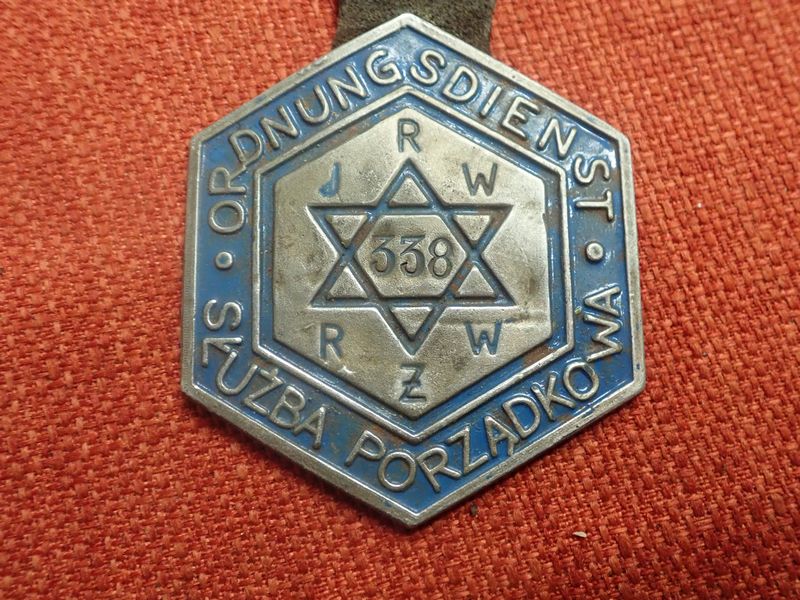 ORDNUNGSDIENST
J R W
338
R Ż W
SŁUŻBA PORZĄDKOWA